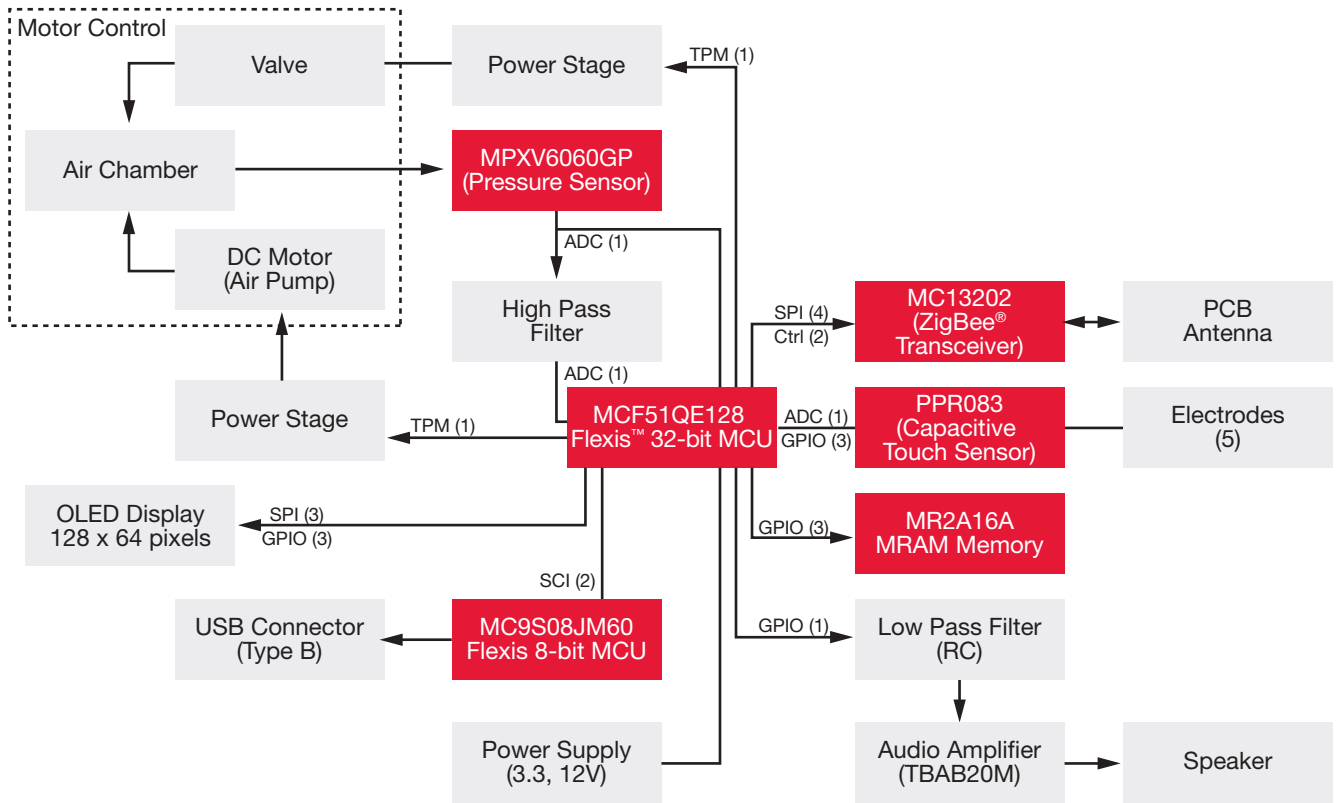 Motor Control
Valve
Power Stage
TPM (1)
Air Chamber
MPXV6060GP
(Pressure Sensor)
DC Motor
(Air Pump)
ADC (1)
High Pass
Filter
ADC (1)
SPI (4)
Ctrl (2)
MC13202
(ZigBee®
Transceiver)
PCB
Antenna
Power Stage
TPM (1)
MCF51QE128
Flexis™ 32-bit MCU
ADC (1)
GPIO (3)
PPR083
(Capacitive
Touch Sensor)
Electrodes
(5)
OLED Display
128 x 64 pixels
SPI (3)
GPIO (3)
GPIO (3)
MR2A16A
MRAM Memory
SCI (2)
USB Connector
(Type B)
MC9S08JM60
Flexis 8-bit MCU
GPIO (1)
Low Pass Filter
(RC)
Power Supply
(3.3, 12V)
Audio Amplifier
(TBAB20M)
Speaker